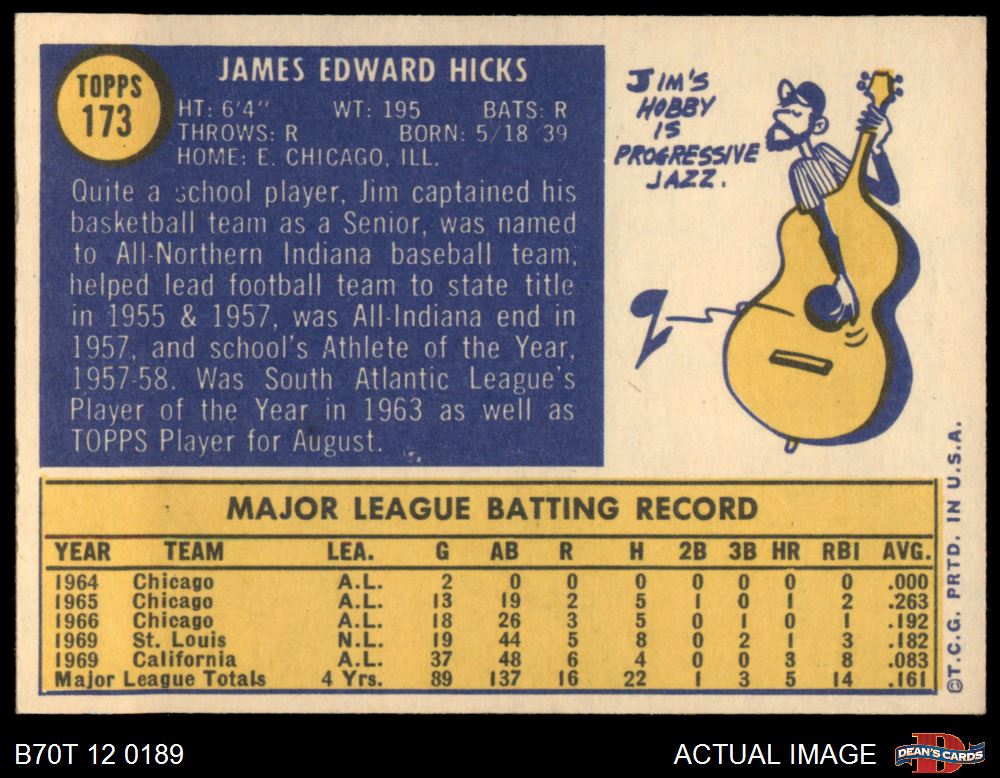 TOPPS
173
JAMES EDWARD HICKS
HT: 6'4" WT: 195 BATS: R
THROWS: R BORN: 5/18 39
HOME: E. CHICAGO, ILL.
Quite a school player, Jim captained his
basketball team as a Senior, was named
to All-Northern Indiana baseball team;
helped lead football team to state title
in 1955 & 1957, was All-Indiana end in
1957, and school's Athlete of the Year,
1957-58. Was South Atlantic League's
Player of the Year in 1963 as well as
TOPPS Player for August.
JIM'S
HOBBY
IS
PROGRESSIVE
JAZZ.
MAJOR LEAGUE BATTING RECORD
YEAR TEAM LEA. G AB R H 2B 3B HR RBI AVG.
1964 Chicago A.L. 2 0 0 0 0 0 0 0 .000
1965 Chicago A.L. 13 19 2 5 1 0 1 2 .263
1966 Chicago A.L. 18 26 3 5 0 1 0 1 .192
1969 St. Louis N.L. 19 44 5 8 0 2 1 3 .182
1969 California A.L. 37 48 6 4 0 0 3 8 .083
Major League Totals 4 Yrs. 89 137 16 22 1 3 5 14 .161
©T.C.G. PRTD. IN U.S.A.
B70T 12 0189
ACTUAL IMAGE
DEAN'S CARDS